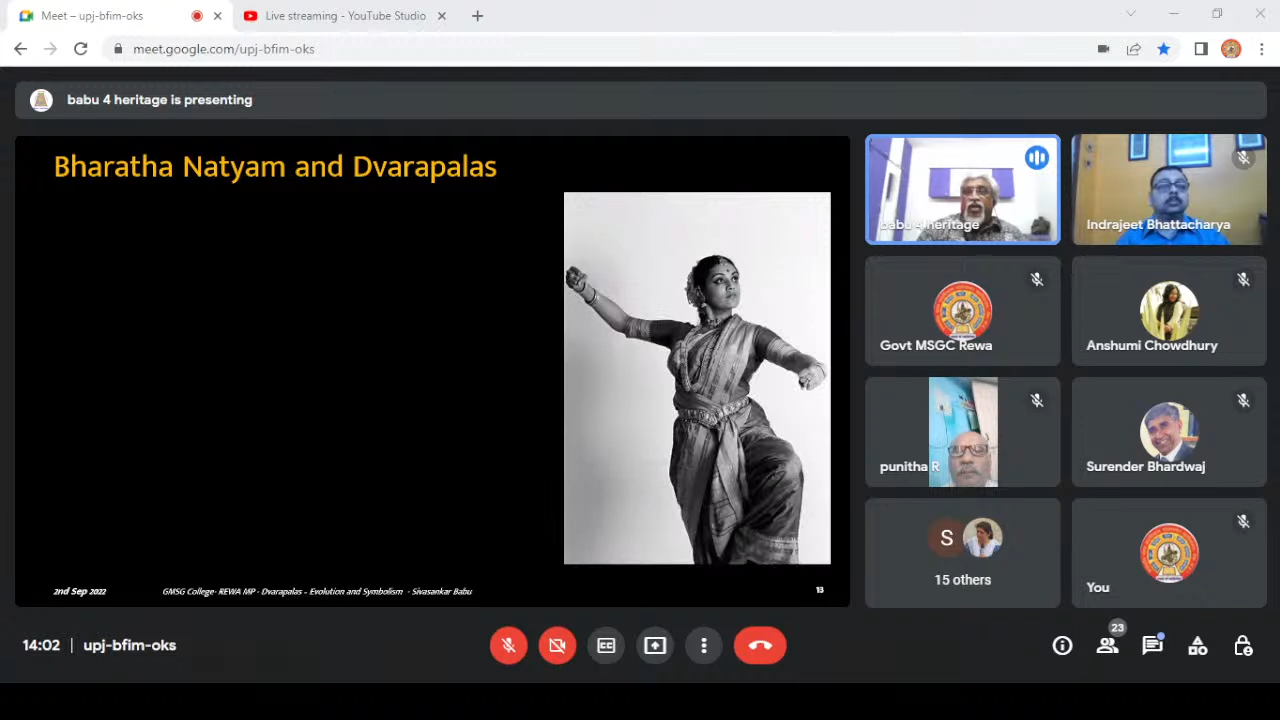 Meet – upj-bfim-oks
Live streaming - YouTube Studio
meet.google.com/upj-bfim-oks
babu 4 heritage is presenting
Bharatha Natyam and Dvarapalas
2nd Sep 2022
GMSG College- REWA MP - Dvarapalas – Evolution and Symbolism - Sivasankar Babu
13
babu 4 heritage
Indrajeet Bhattacharya
Govt MSGC Rewa
Anshumi Chowdhury
punitha R
Surender Bhardwaj
S
15 others
You
14:02 | upj-bfim-oks
CC
23